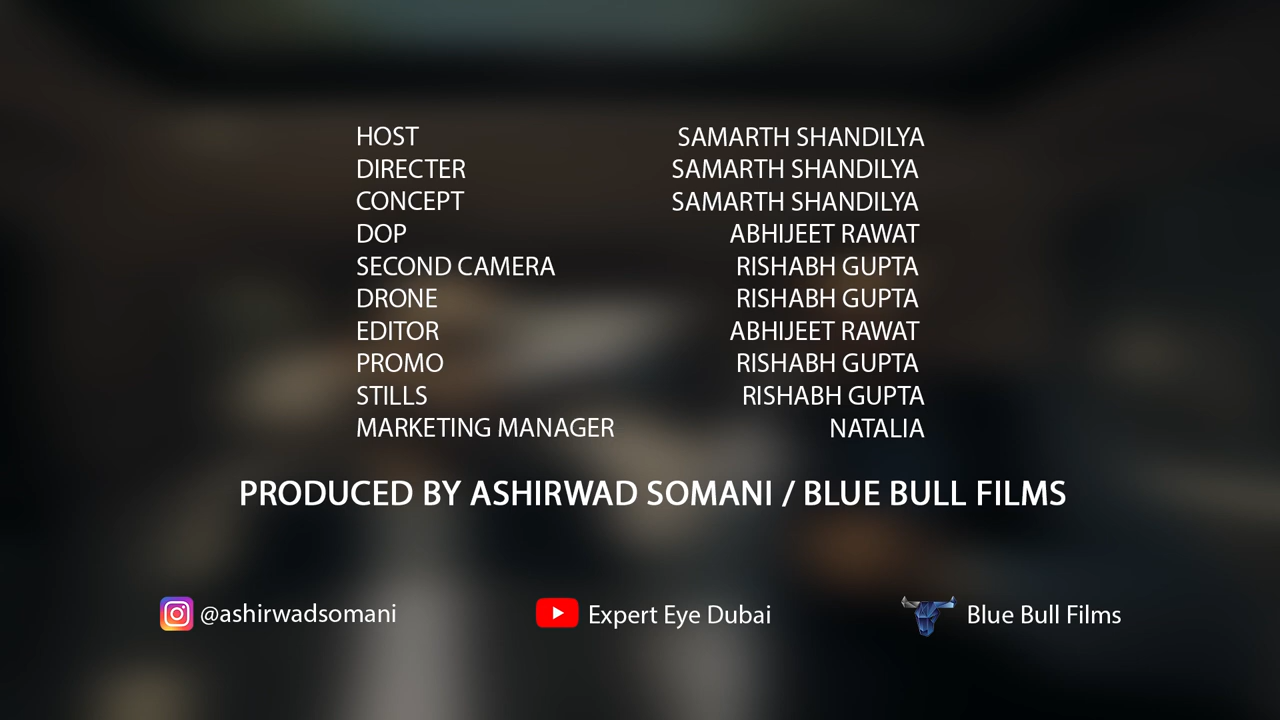 HOST SAMARTH SHANDILYA
DIRECTER SAMARTH SHANDILYA
CONCEPT SAMARTH SHANDILYA
DOP ABHIJEET RAWAT
SECOND CAMERA RISHABH GUPTA
DRONE RISHABH GUPTA
EDITOR ABHIJEET RAWAT
PROMO RISHABH GUPTA
STILLS RISHABH GUPTA
MARKETING MANAGER NATALIA
PRODUCED BY ASHIRWAD SOMANI / BLUE BULL FILMS
@ashirwadsomani Expert Eye Dubai Blue Bull Films